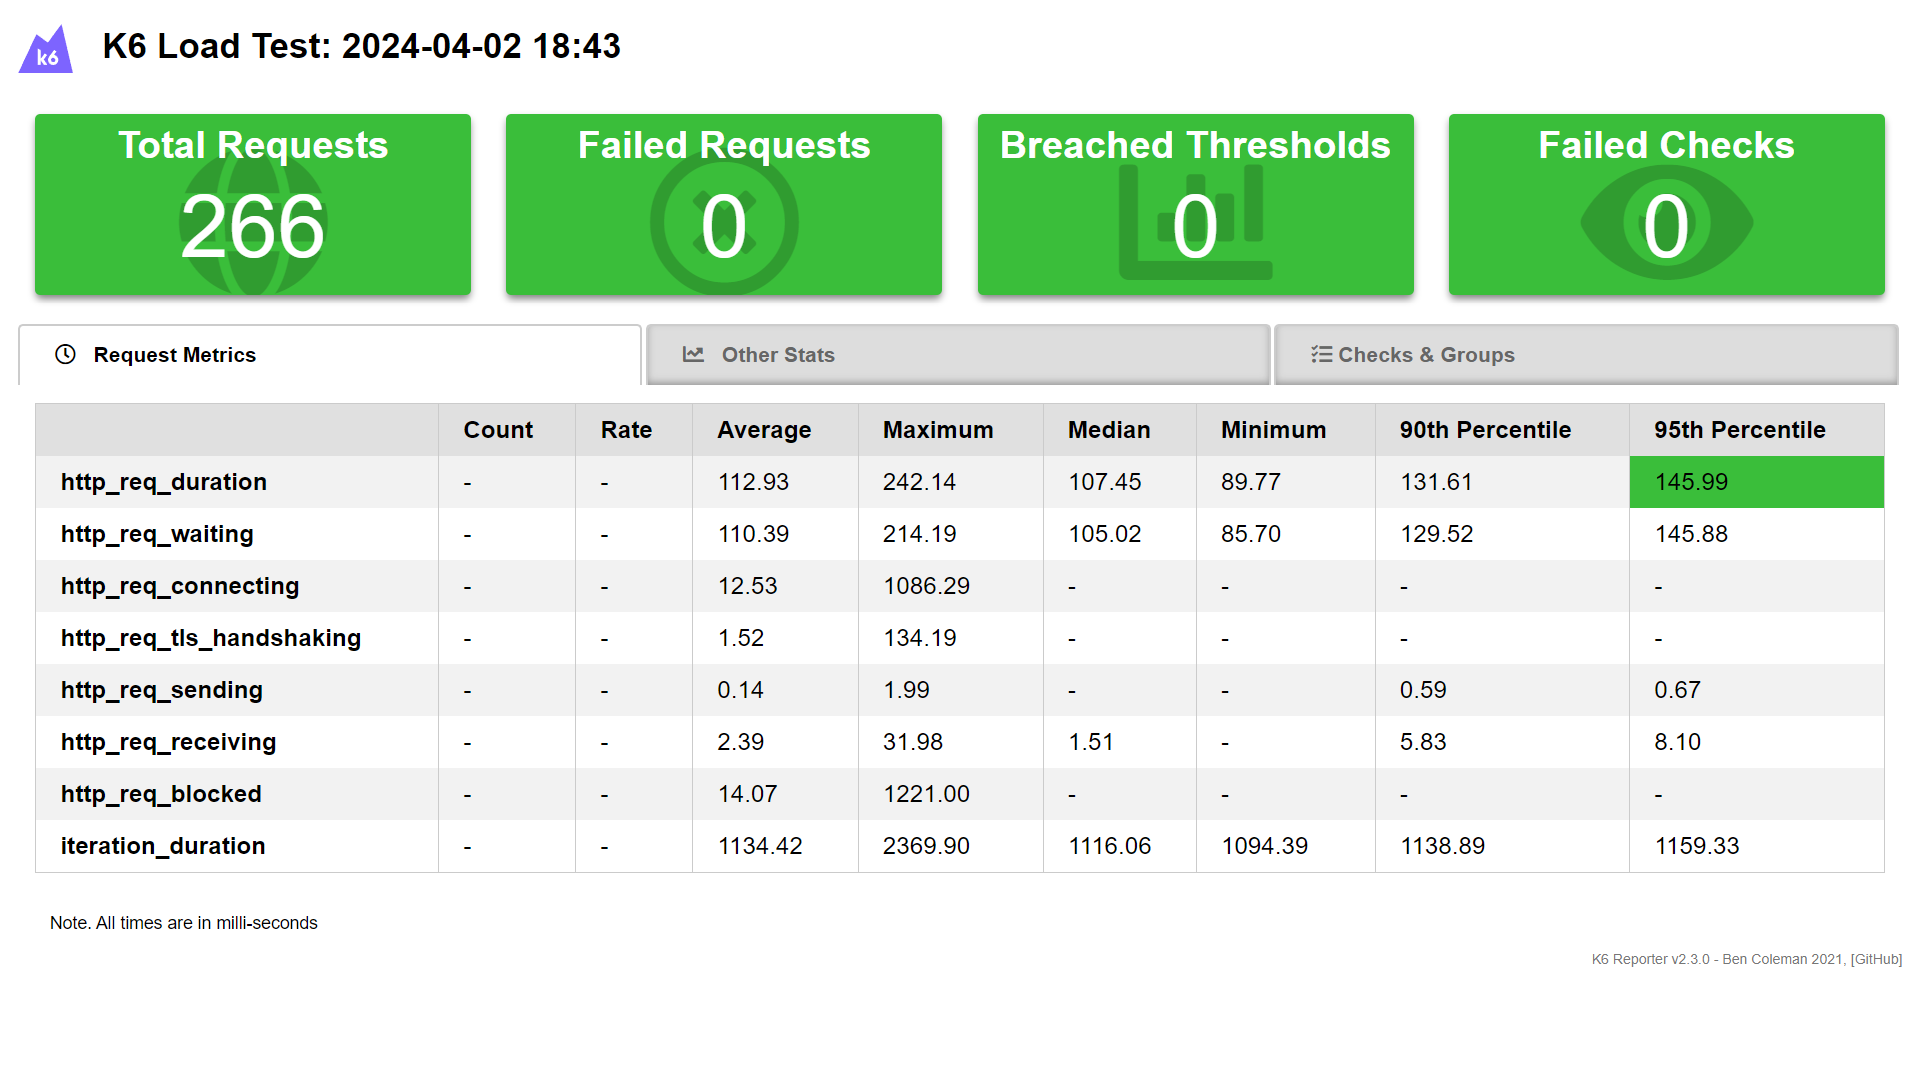 k6
K6 Load Test: 2024-04-02 18:43
Total Requests
266
Failed Requests
0
Breached Thresholds
0
Failed Checks
0
Request Metrics
Other Stats
Checks & Groups
Count Rate Average Maximum Median Minimum 90th Percentile 95th Percentile
http_req_duration - - 112.93 242.14 107.45 89.77 131.61 145.99
http_req_waiting - - 110.39 214.19 105.02 85.70 129.52 145.88
http_req_connecting - - 12.53 1086.29 - - - -
http_req_tls_handshaking - - 1.52 134.19 - - - -
http_req_sending - - 0.14 1.99 - - 0.59 0.67
http_req_receiving - - 2.39 31.98 1.51 - 5.83 8.10
http_req_blocked - - 14.07 1221.00 - - - -
iteration_duration - - 1134.42 2369.90 1116.06 1094.39 1138.89 1159.33
Note. All times are in milli-seconds
K6 Reporter v2.3.0 - Ben Coleman 2021, [GitHub]